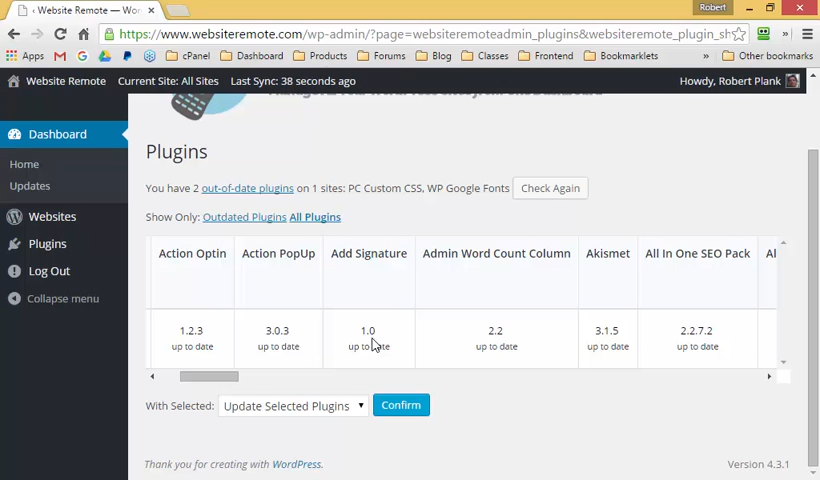 Website Remote — Wor
Robert
https://www.websiteremote.com/wp-admin/?page=websiteremoteadmin_plugins&websiteremote_plugin_sh
Apps cPanel Dashboard Products Forums Blog Classes Frontend Bookmarklets » Other bookmarks
Website Remote Current Site: All Sites Last Sync: 38 seconds ago Howdy, Robert Plank
Dashboard
Home
Updates
Websites
Plugins
Log Out
Collapse menu
Plugins
You have 2 out-of-date plugins on 1 sites: PC Custom CSS, WP Google Fonts Check Again
Show Only: Outdated Plugins All Plugins
Action Optin Action PopUp Add Signature Admin Word Count Column Akismet All In One SEO Pack Al
1.2.3 3.0.3 1.0 2.2 3.1.5 2.2.7.2
up to date up to date up to date up to date up to date up to date
With Selected: Update Selected Plugins Confirm
Thank you for creating with WordPress. Version 4.3.1